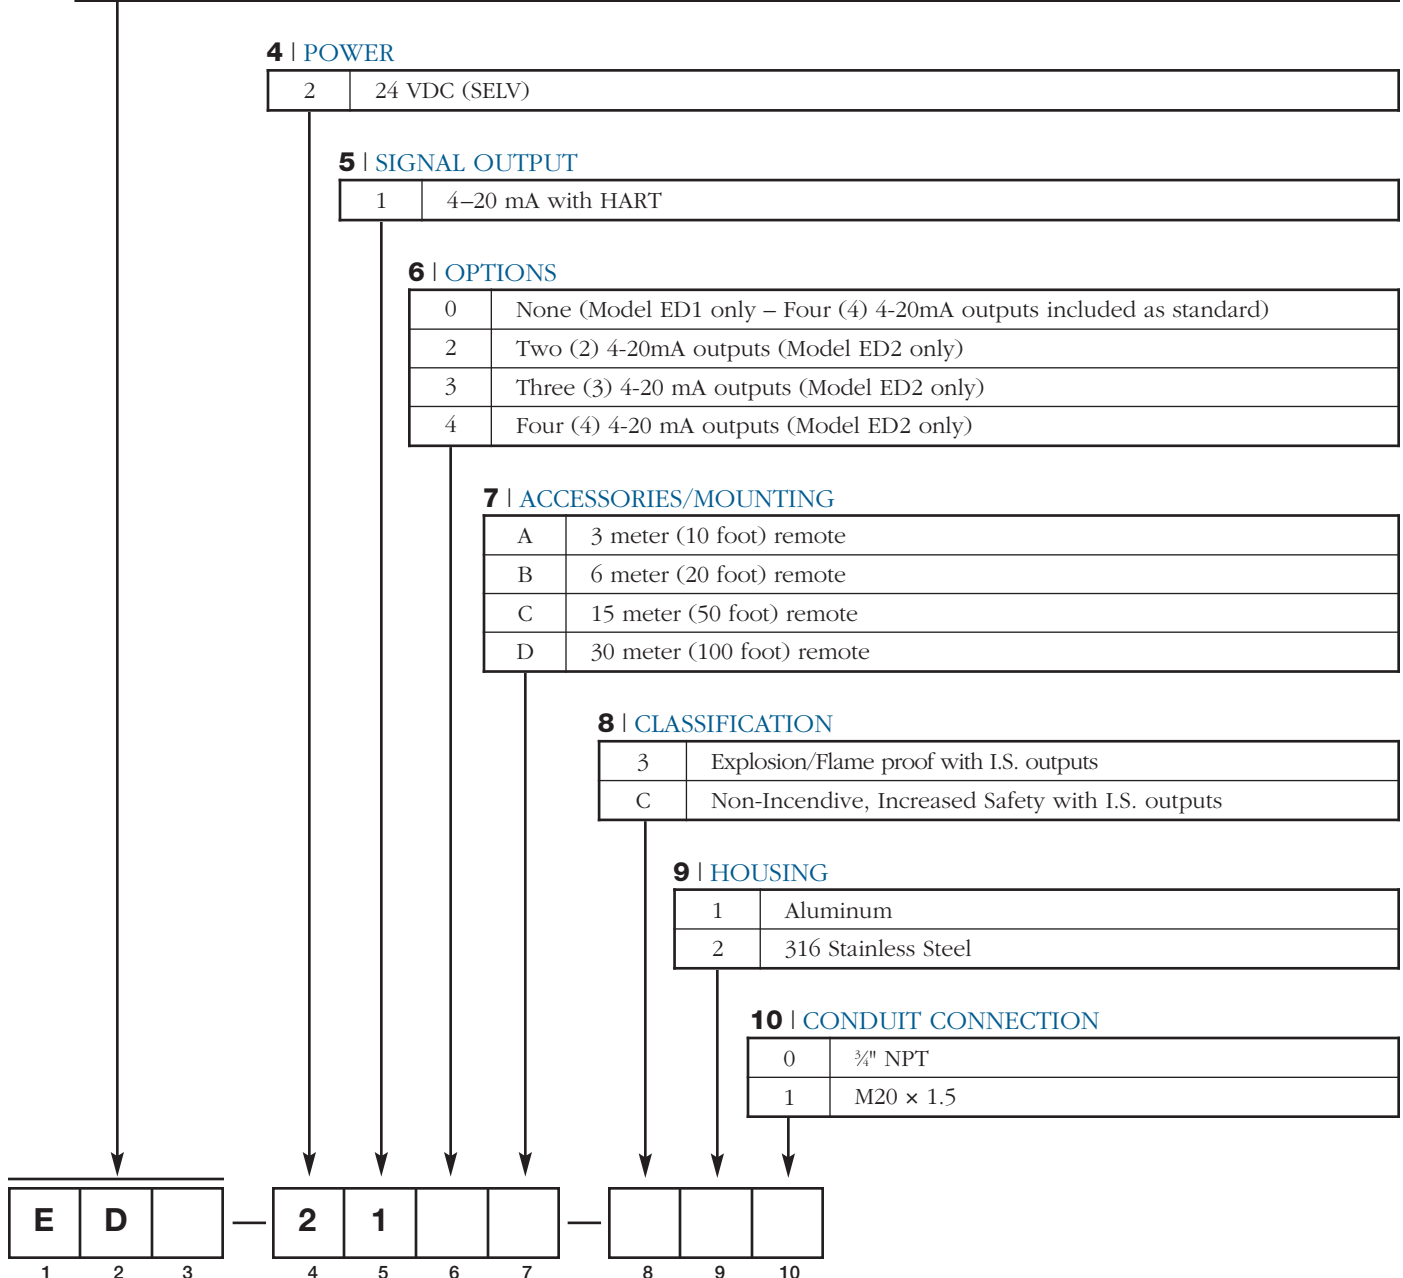 4 | POWER
2 24 VDC (SELV)
5 | SIGNAL OUTPUT
1 4–20 mA with HART
6 | OPTIONS
0 None (Model ED1 only – Four (4) 4-20mA outputs included as standard)
2 Two (2) 4-20mA outputs (Model ED2 only)
3 Three (3) 4-20 mA outputs (Model ED2 only)
4 Four (4) 4-20 mA outputs (Model ED2 only)
7 | ACCESSORIES/MOUNTING
A 3 meter (10 foot) remote
B 6 meter (20 foot) remote
C 15 meter (50 foot) remote
D 30 meter (100 foot) remote
8 | CLASSIFICATION
3 Explosion/Flame proof with I.S. outputs
C Non-Incendive, Increased Safety with I.S. outputs
9 | HOUSING
1 Aluminum
2 316 Stainless Steel
10 | CONDUIT CONNECTION
0 ¾" NPT
1 M20 × 1.5
E D — 2 1 —
1 2 3 4 5 6 7 8 9 10